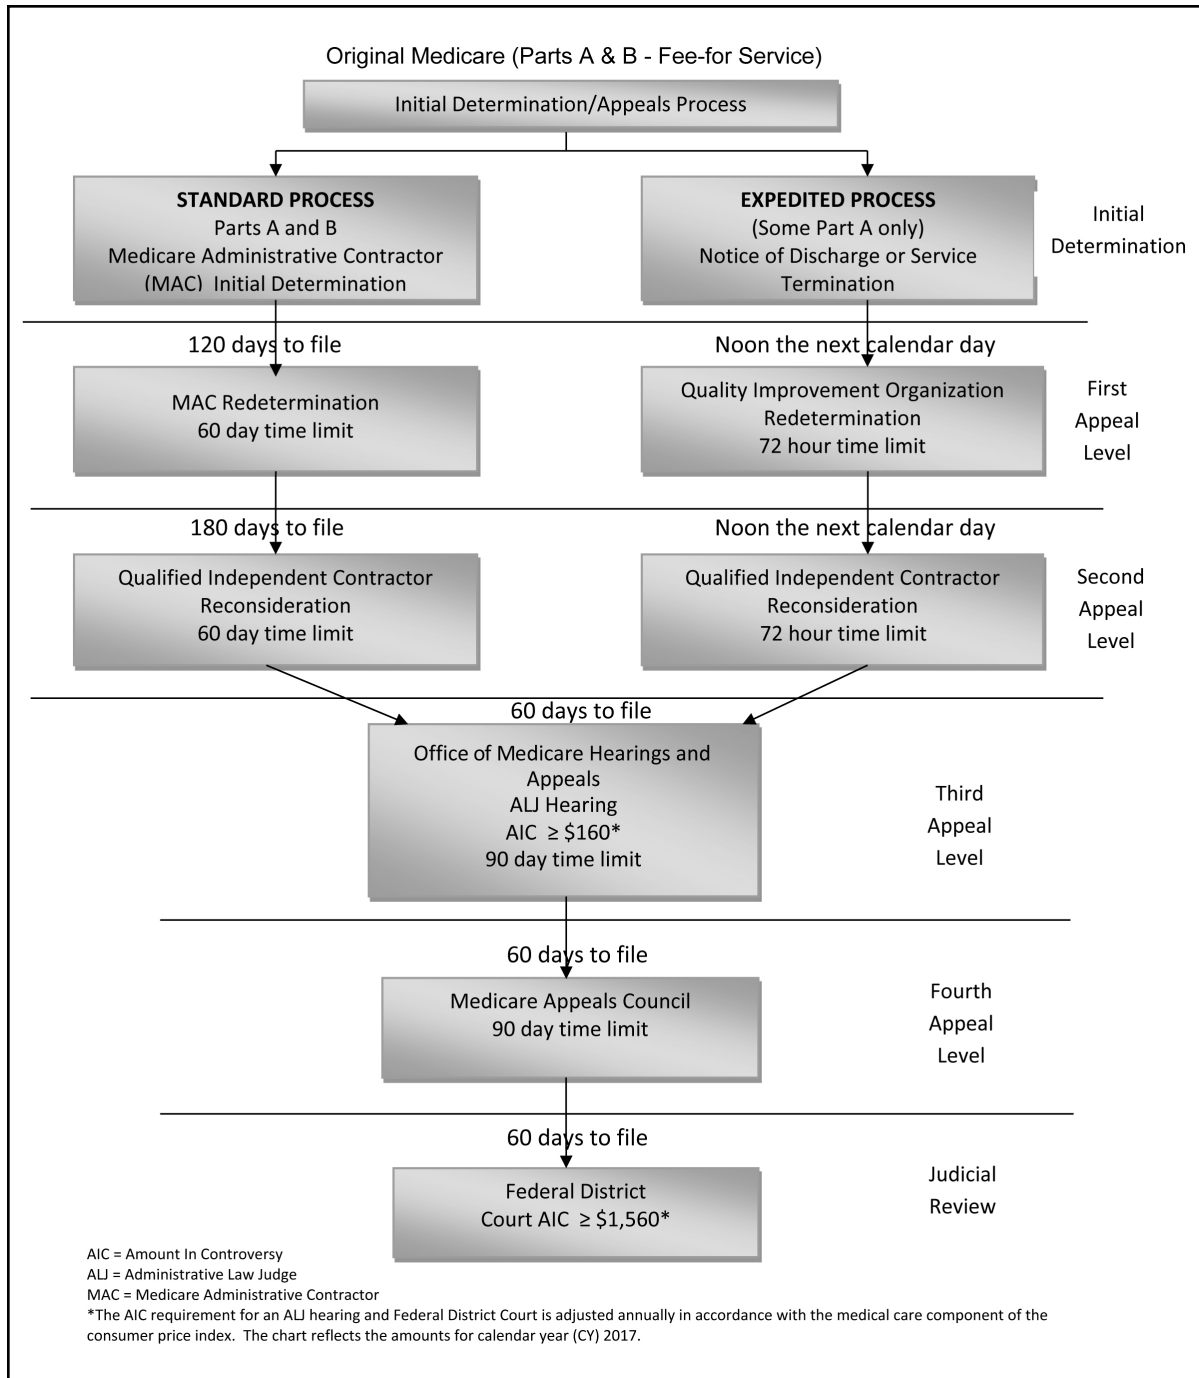 Original Medicare (Parts A & B - Fee-for Service)
Initial Determination/Appeals Process
STANDARD PROCESS
Parts A and B
Medicare Administrative Contractor
(MAC) Initial Determination
EXPEDITED PROCESS
(Some Part A only)
Notice of Discharge or Service
Termination
Initial
Determination
120 days to file
Noon the next calendar day
MAC Redetermination
60 day time limit
Quality Improvement Organization
Redetermination
72 hour time limit
First
Appeal
Level
180 days to file
Noon the next calendar day
Qualified Independent Contractor
Reconsideration
60 day time limit
Qualified Independent Contractor
Reconsideration
72 hour time limit
Second
Appeal
Level
60 days to file
Office of Medicare Hearings and
Appeals
ALJ Hearing
AIC ≥ $160*
90 day time limit
Third
Appeal
Level
60 days to file
Medicare Appeals Council
90 day time limit
Fourth
Appeal
Level
60 days to file
Federal District
Court AIC ≥ $1,560*
Judicial
Review
AIC = Amount In Controversy
ALJ = Administrative Law Judge
MAC = Medicare Administrative Contractor
*The AIC requirement for an ALJ hearing and Federal District Court is adjusted annually in accordance with the medical care component of the
consumer price index. The chart reflects the amounts for calendar year (CY) 2017.